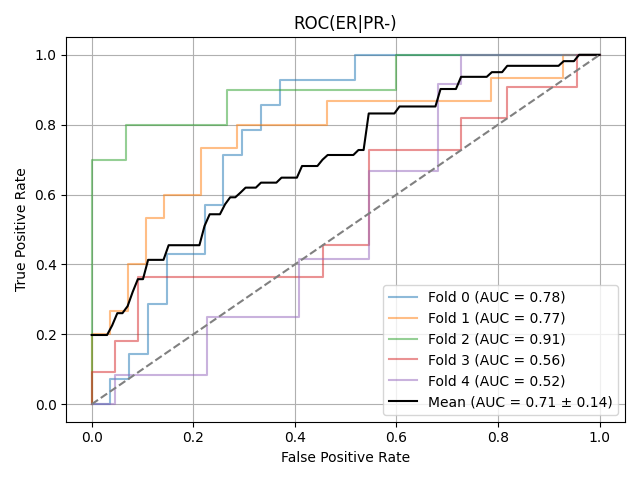 ROC(ER|PR-)
True Positive Rate
1.0
0.8
0.6
0.4
0.2
0.0
Fold 0 (AUC = 0.78)
Fold 1 (AUC = 0.77)
Fold 2 (AUC = 0.91)
Fold 3 (AUC = 0.56)
Fold 4 (AUC = 0.52)
Mean (AUC = 0.71 ± 0.14)
0.0 0.2 0.4 0.6 0.8 1.0
False Positive Rate